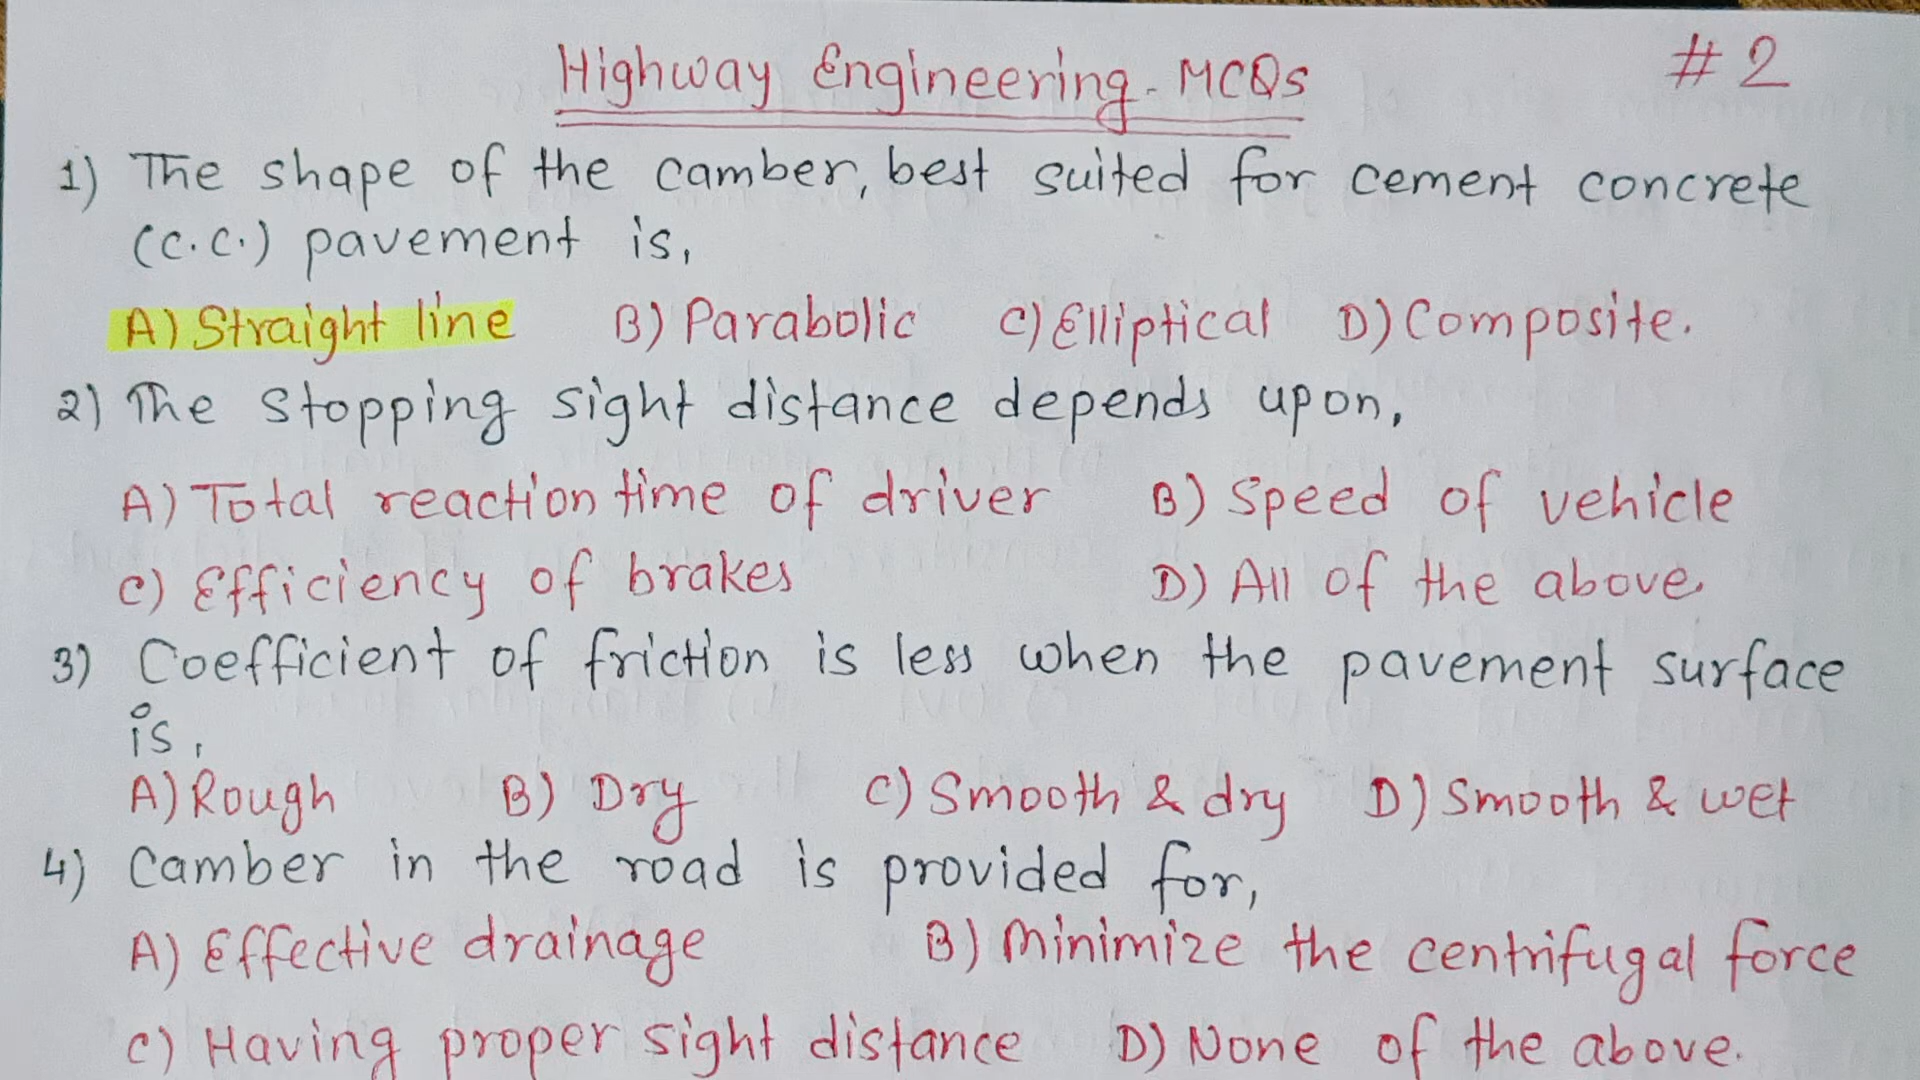 Highway Engineering - MCQs #2
1) The shape of the camber, best suited for cement concrete
(c.c.) pavement is,
A) Straight line B) Parabolic C) Elliptical D) Composite.
2) The stopping sight distance depends upon,
A) Total reaction time of driver B) Speed of vehicle
C) Efficiency of brakes D) All of the above.
3) Coefficient of friction is less when the pavement surface
is,
A) Rough B) Dry C) Smooth & dry D) Smooth & wet
4) Camber in the road is provided for,
A) Effective drainage B) Minimize the centrifugal force
C) Having proper sight distance D) None of the above.